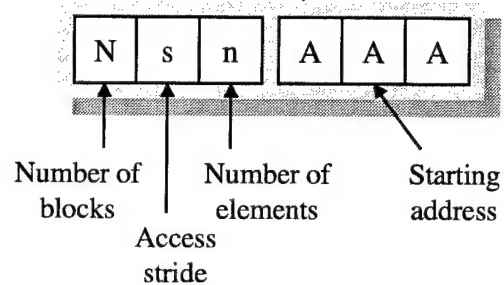 N s n A A A
Number of blocks
Number of elements
Starting address
Access stride